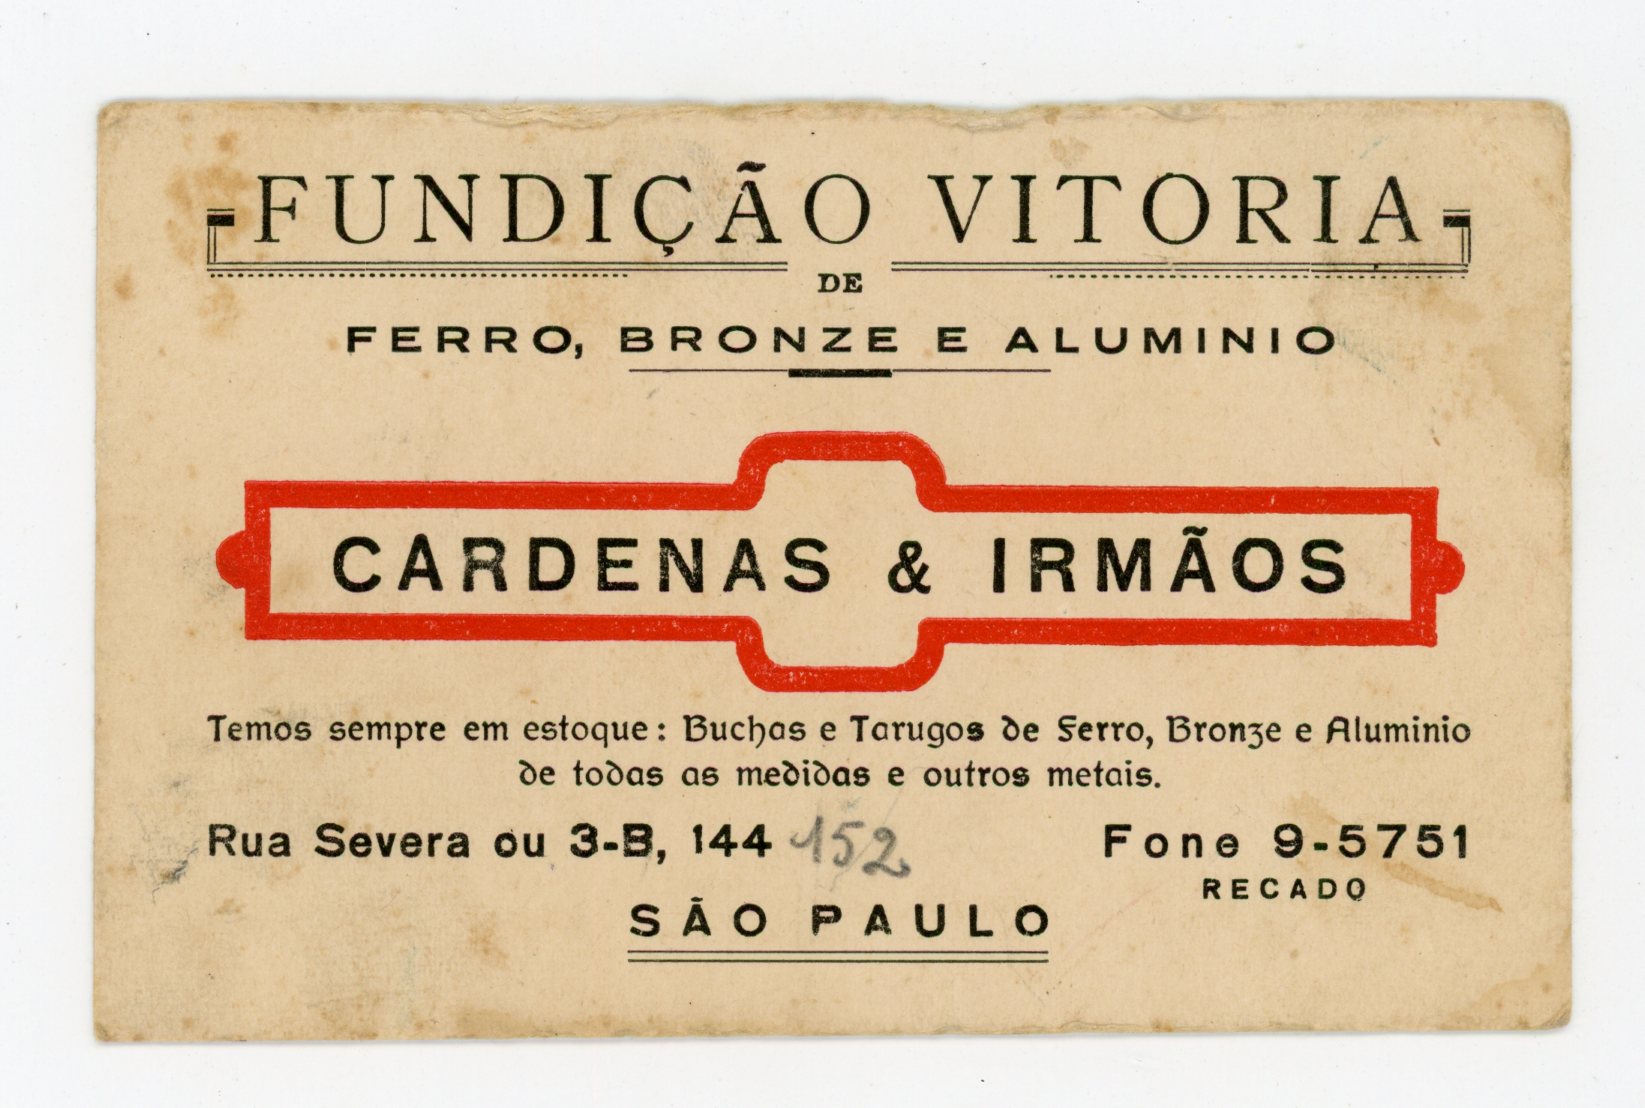 FUNDIÇÃO VITORIA
DE
FERRO, BRONZE E ALUMINIO
CARDENAS & IRMÃOS
Temos sempre em estoque: Buchas e Tarugos de Ferro, Bronze e Aluminio
de todas as medidas e outros metais.
Rua Severa ou 3-B, 144 152 Fone 9-5751
RECADO
SÃO PAULO